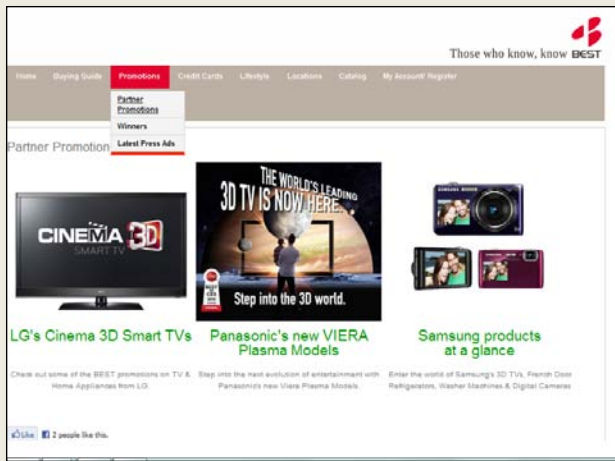 Those who know, know BEST
Home Buying Guide Promotions Credit Cards Lifestyle Locations Catalog My Account/ Register
Partner
Promotions
Winners
Latest Press Ads
Partner Promotion
CINEMA 3D
SMART TV
THE WORLD'S LEADING
3D TV IS NOW HERE.
Step into the 3D world.
SAMSUNG
LG's Cinema 3D Smart TVs
Panasonic's new VIERA
Plasma Models
Samsung products
at a glance
Check out some of the BEST promotions on TV &
Home Appliances from LG.
Step into the next evolution of entertainment with
Panasonic's new Viera Plasma Models.
Enter the world of Samsung's 3D TVs, French Door
Refrigerators, Washer Machines & Digital Cameras
Like 2 people like this.